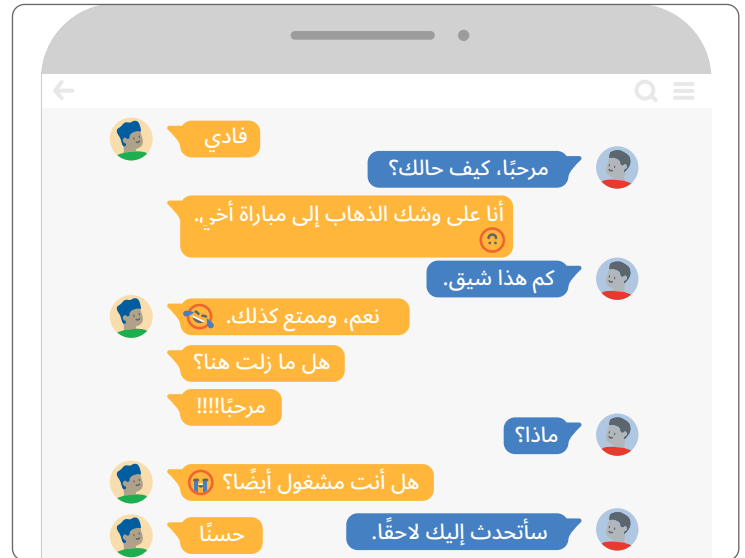 فادي
مرحبًا، كيف حالك؟
أنا على وشك الذهاب إلى مباراة أخي.
كم هذا شيق.
نعم، وممتع كذلك.
هل ما زلت هنا؟
مرحبًا!!!!
ماذا؟
هل أنت مشغول أيضًا؟
سأتحدث إليك لاحقًا.
حسنًا